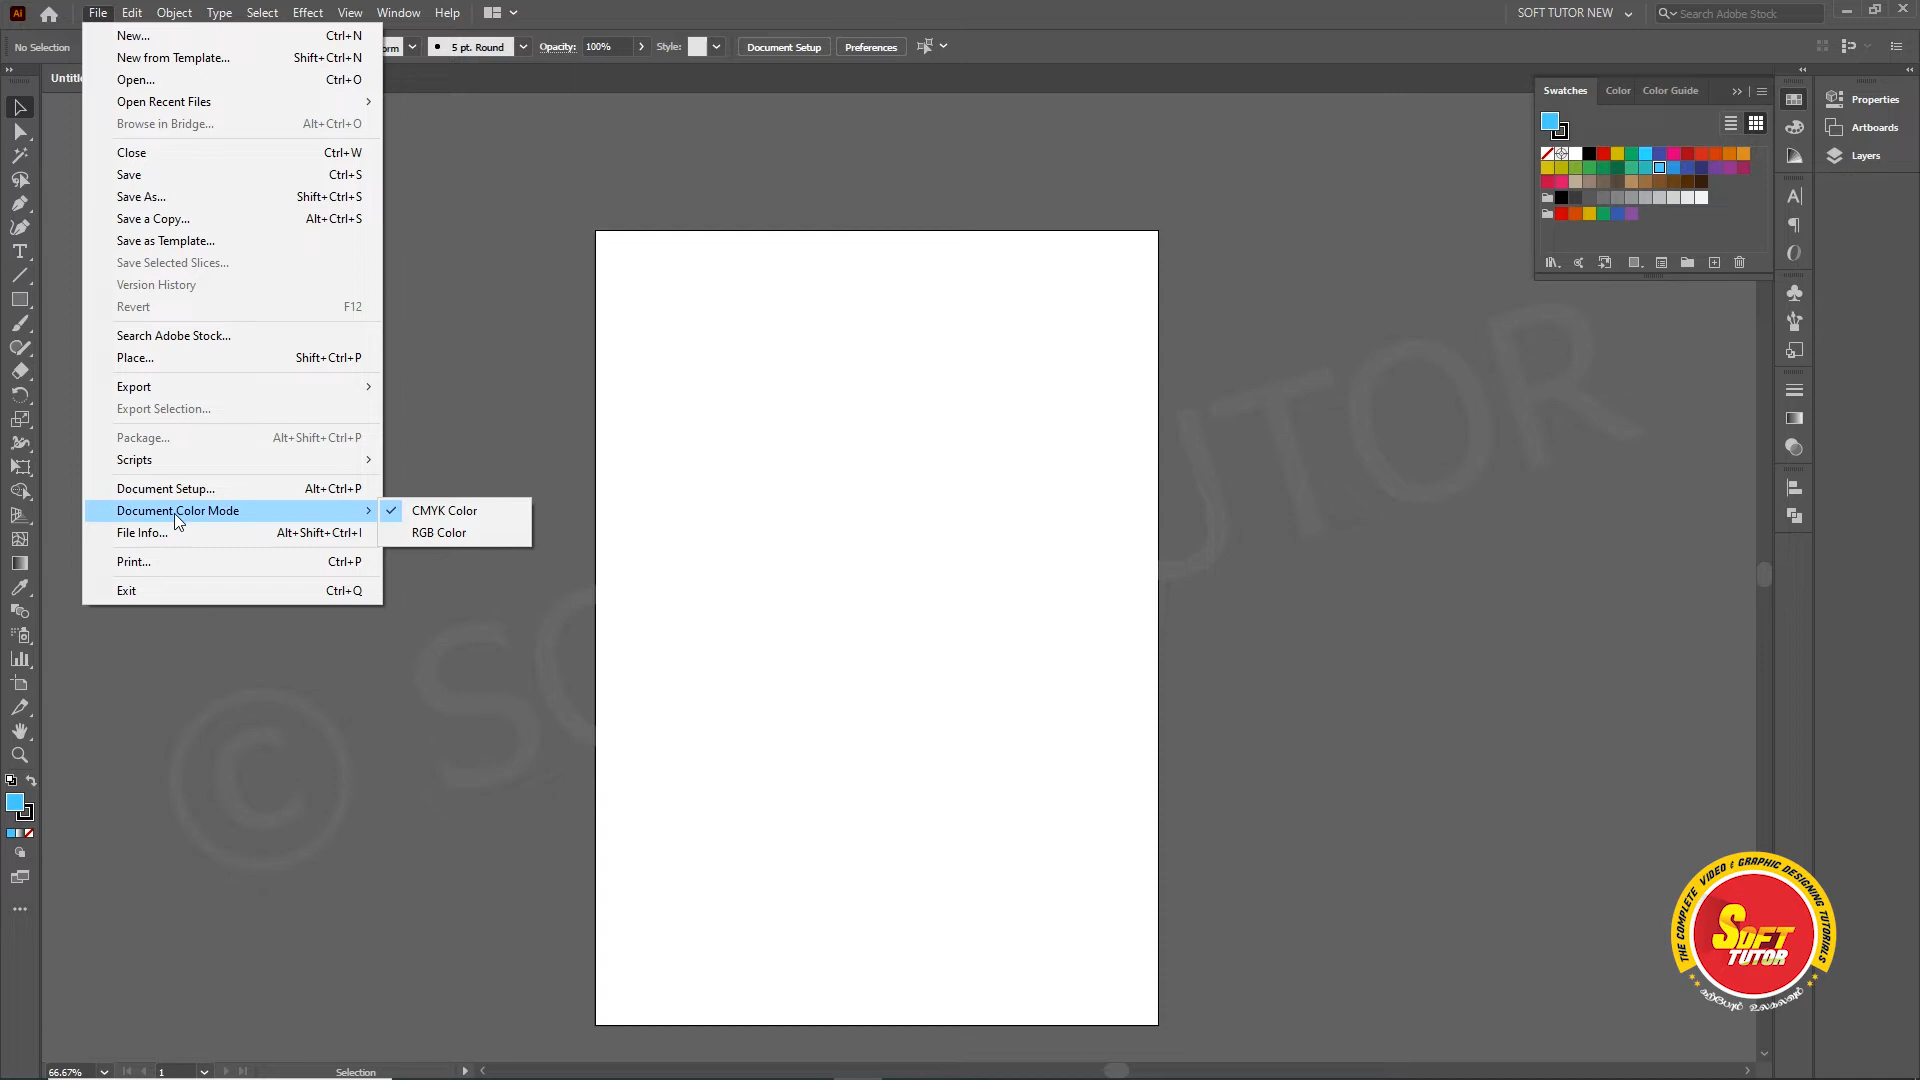 Ai File Edit Object Type Select Effect View Window Help
SOFT TUTOR NEW
Search Adobe Stock
No Selection
5 pt. Round
Opacity: 100%
Style:
Document Setup
Preferences
New... Ctrl+N
New from Template... Shift+Ctrl+N
Open... Ctrl+O
Open Recent Files
Browse in Bridge... Alt+Ctrl+O
Close Ctrl+W
Save Ctrl+S
Save As... Shift+Ctrl+S
Save a Copy... Alt+Ctrl+S
Save as Template...
Save Selected Slices...
Version History
Revert F12
Search Adobe Stock...
Place... Shift+Ctrl+P
Export
Export Selection...
Package... Alt+Shift+Ctrl+P
Scripts
Document Setup... Alt+Ctrl+P
Document Color Mode
File Info... Alt+Shift+Ctrl+I
Print... Ctrl+P
Exit Ctrl+Q
CMYK Color
RGB Color
Swatches Color Color Guide
Properties
Artboards
Layers
THE COMPLETE VIDEO & GRAPHIC DESIGNING TUTORIALS
SOFT
TUTOR
66.67%
1
Selection